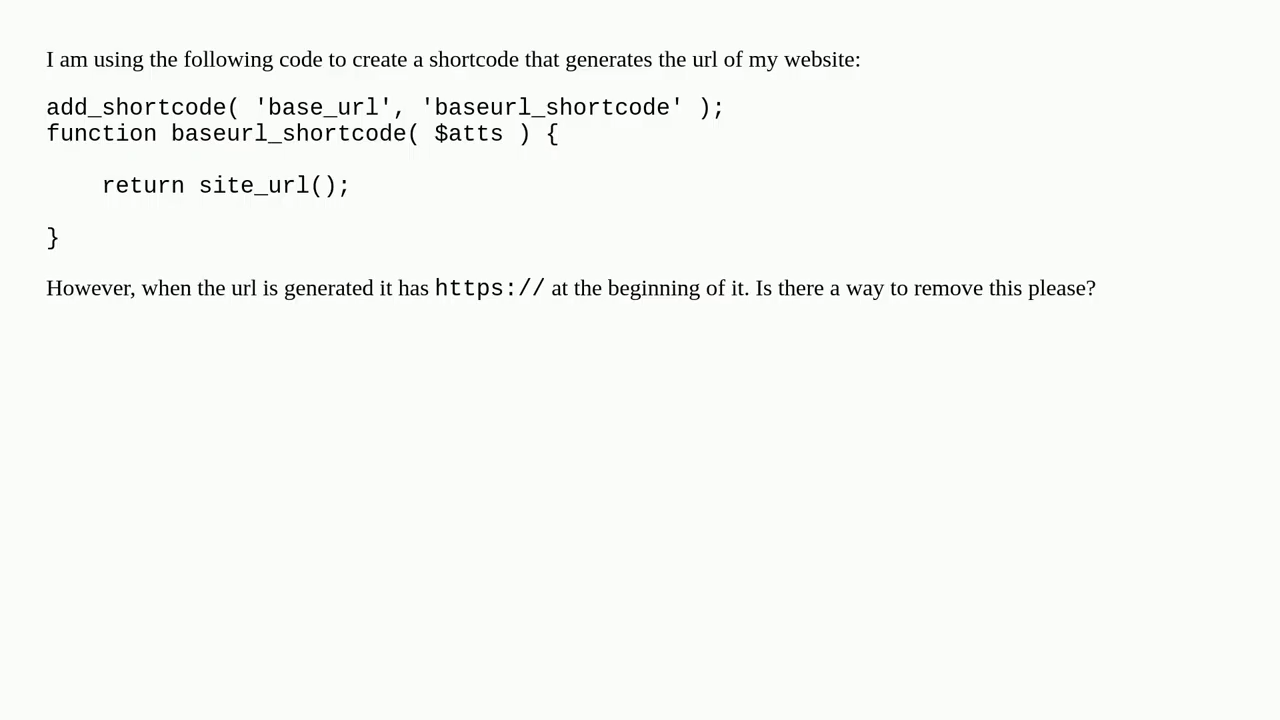 I am using the following code to create a shortcode that generates the url of my website:
add_shortcode( 'base_url', 'baseurl_shortcode' );
function baseurl_shortcode( $atts ) {
    return site_url();
}
However, when the url is generated it has https:// at the beginning of it. Is there a way to remove this please?